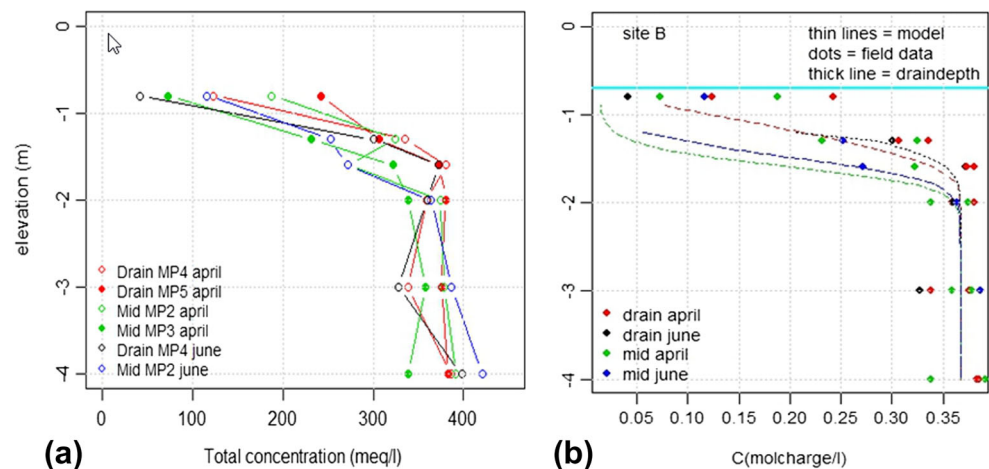 0
-1
-2
-3
-4
elevation (m)
Drain MP4 april
Drain MP5 april
Mid MP2 april
Mid MP3 april
Drain MP4 june
Mid MP2 june
0 100 200 300 400
(a) Total concentration (meq/l)
site B
thin lines = model
dots = field data
thick line = draindepth
0
-1
-2
-3
-4
drain april
drain june
mid april
mid june
0.05 0.10 0.15 0.20 0.25 0.30 0.35
(b) C(molcharge/l)